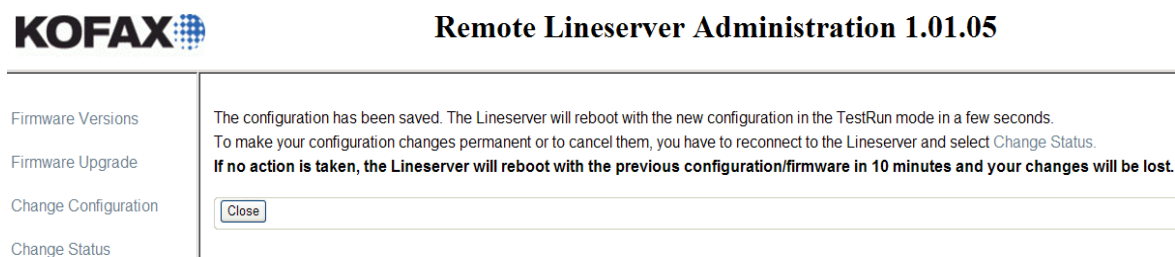 KOFAX
Remote Lineserver Administration 1.01.05
Firmware Versions
Firmware Upgrade
Change Configuration
Change Status
The configuration has been saved. The Lineserver will reboot with the new configuration in the TestRun mode in a few seconds.
To make your configuration changes permanent or to cancel them, you have to reconnect to the Lineserver and select Change Status.
If no action is taken, the Lineserver will reboot with the previous configuration/firmware in 10 minutes and your changes will be lost.
Close